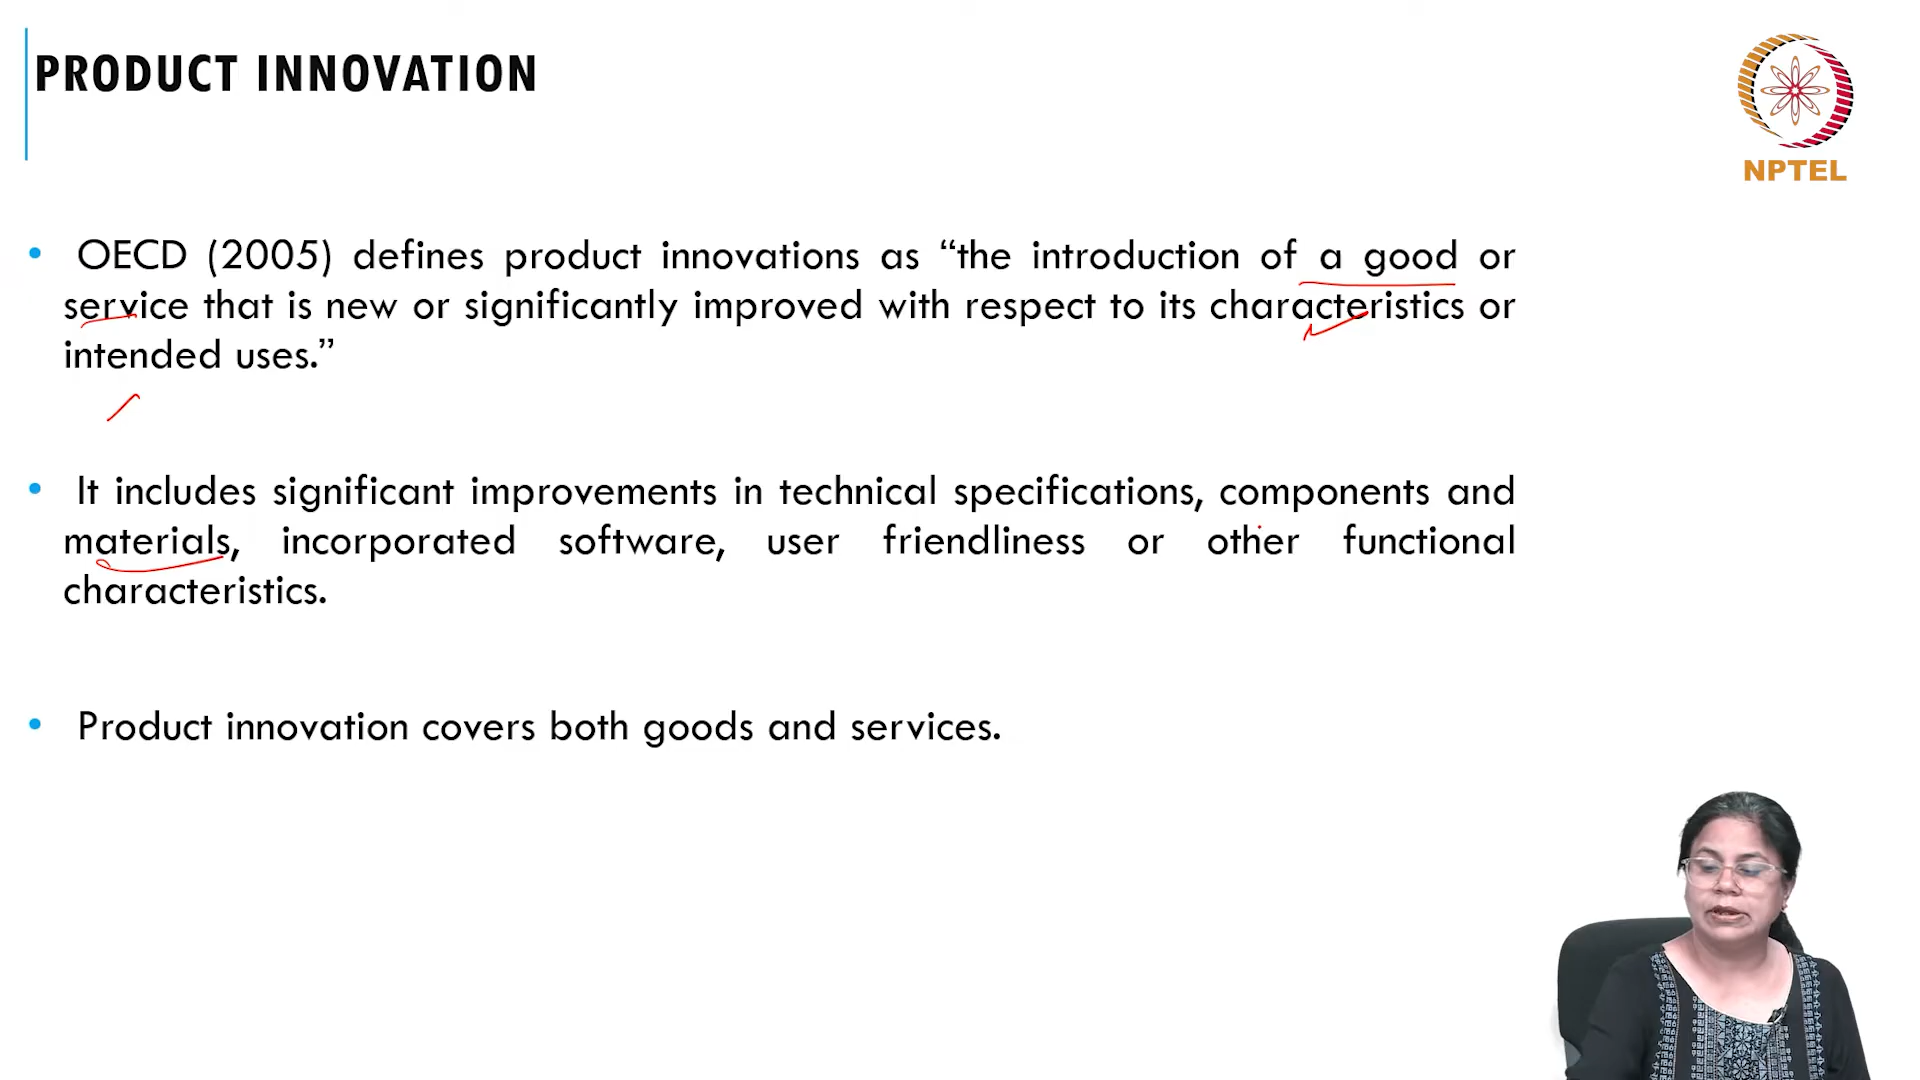 PRODUCT INNOVATION
NPTEL
• OECD (2005) defines product innovations as “the introduction of a good or
service that is new or significantly improved with respect to its characteristics or
intended uses.”
• It includes significant improvements in technical specifications, components and
materials, incorporated software, user friendliness or other functional
characteristics.
• Product innovation covers both goods and services.